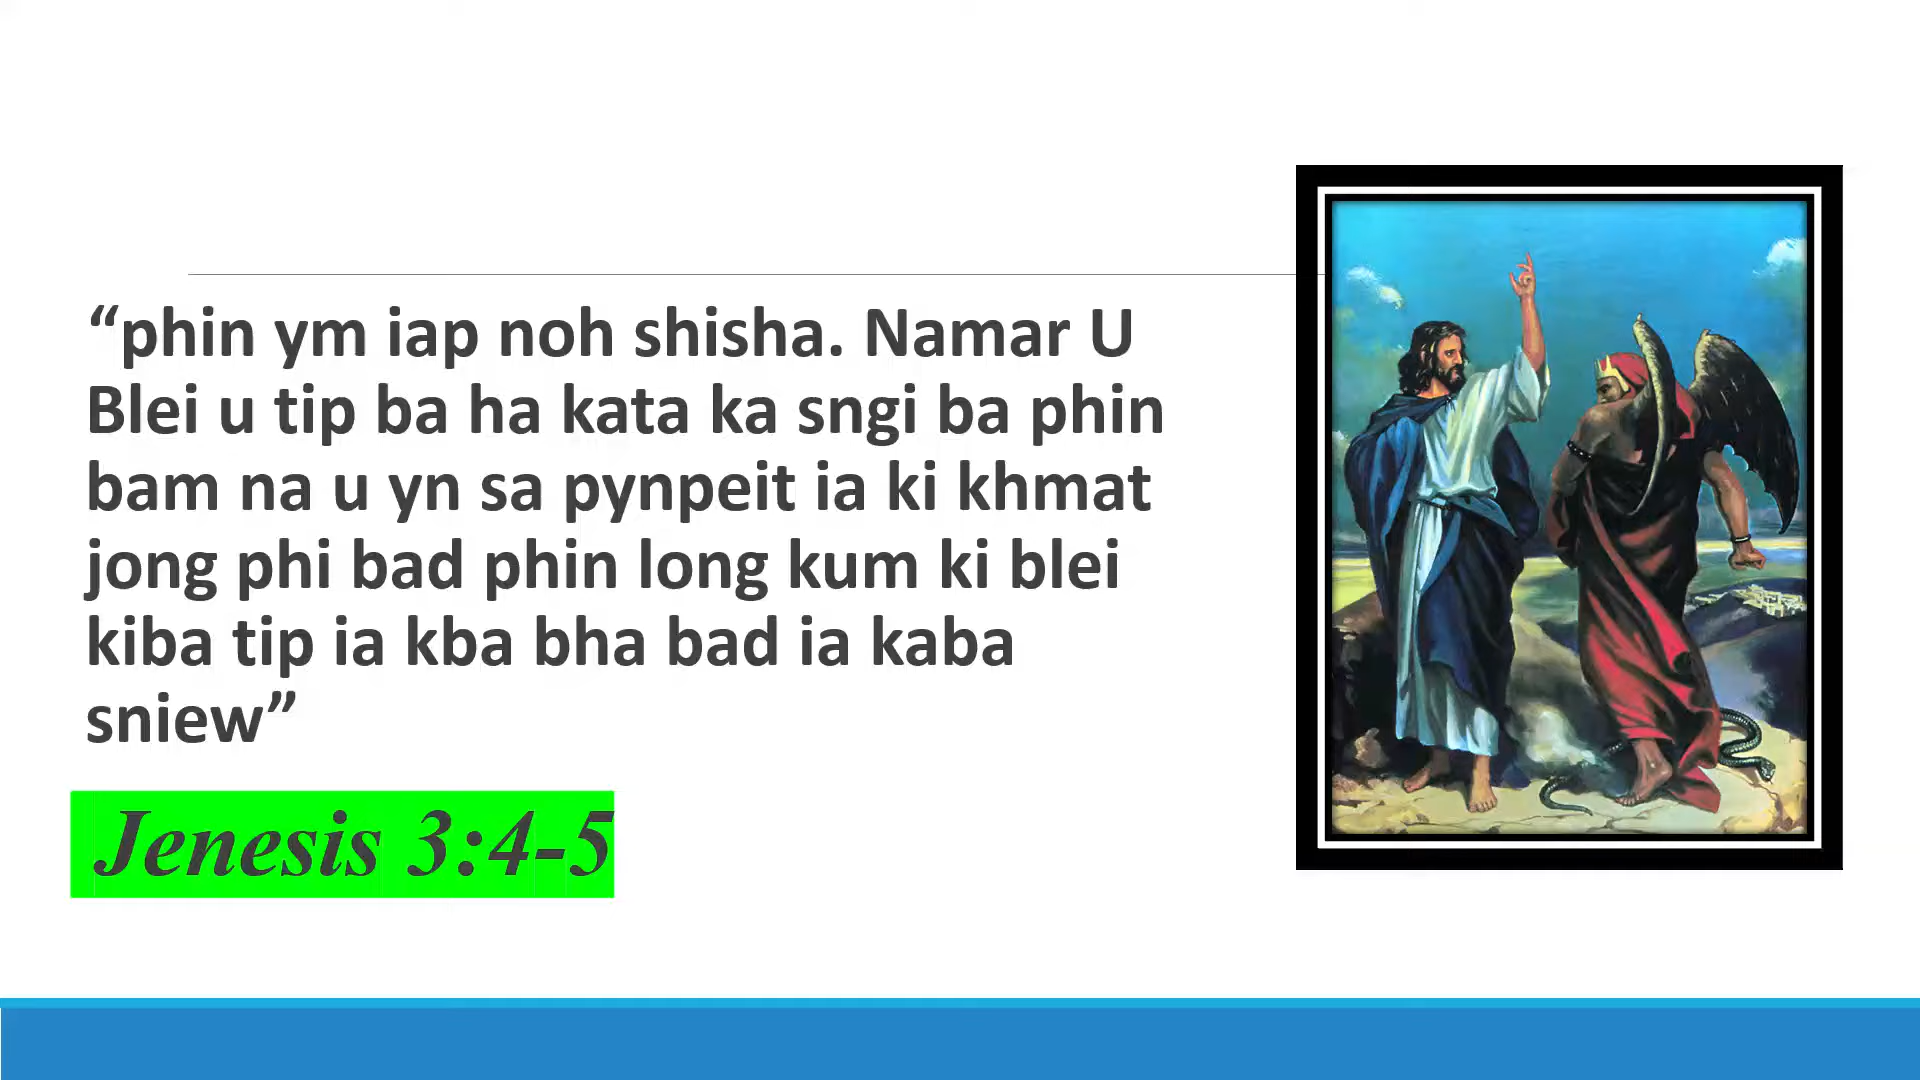 “phin ym iap noh shisha. Namar U
Blei u tip ba ha kata ka sngi ba phin
bam na u yn sa pynpeit ia ki khmat
jong phi bad phin long kum ki blei
kiba tip ia kba bha bad ia kaba
sniew”
Jenesis 3:4-5